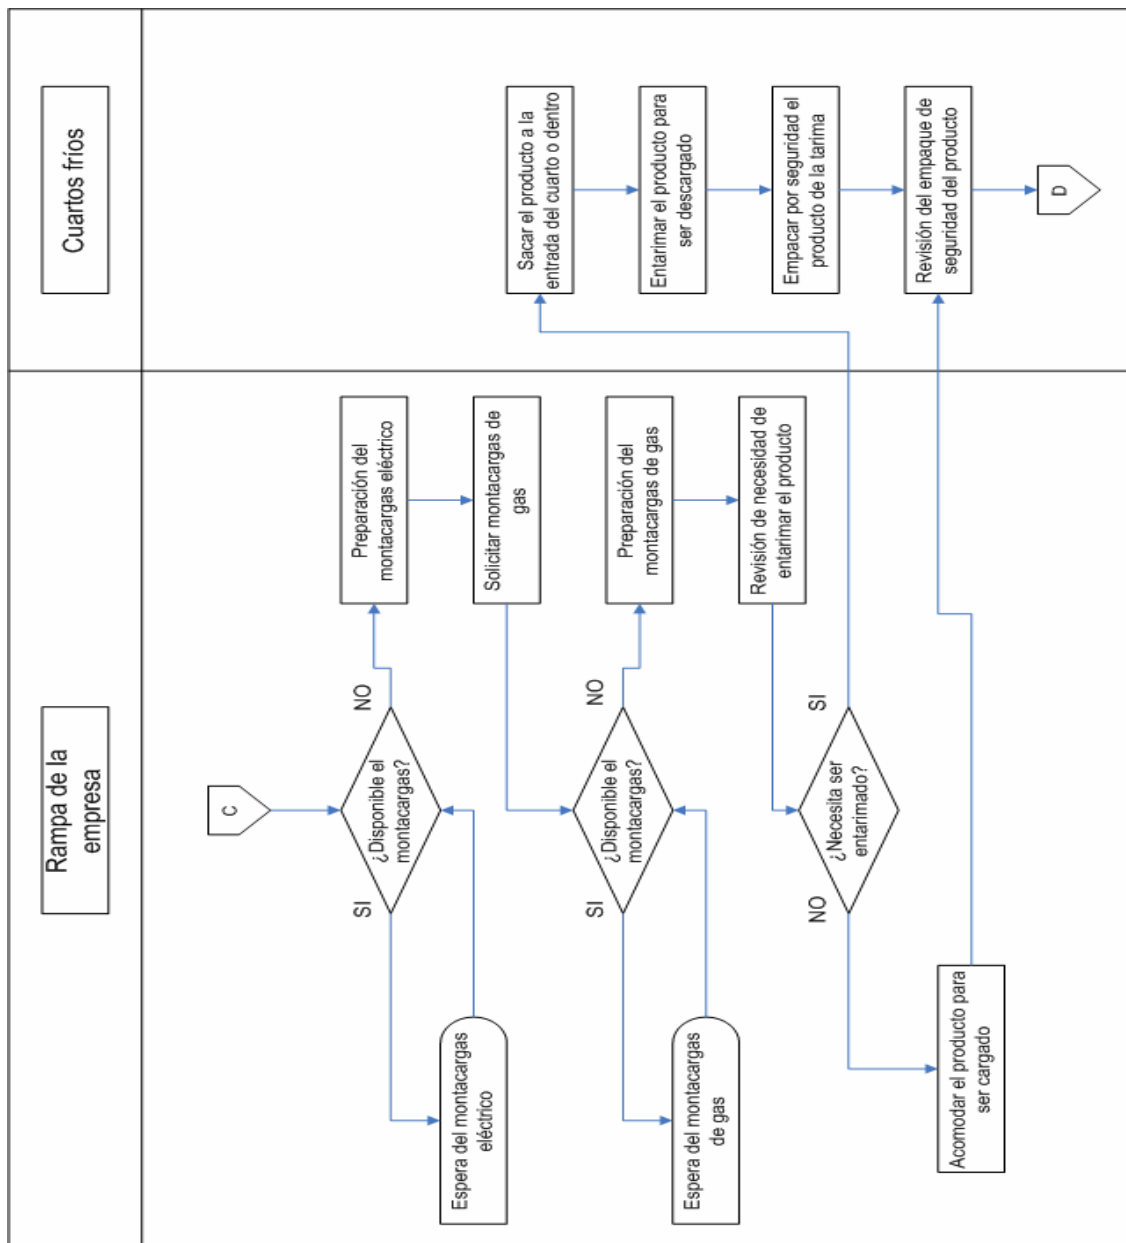 Rampa de la
empresa
Cuartos fríos
C
¿Disponible el
montacargas?
SI
NO
Espera del montacargas
eléctrico
Preparación del
montacargas eléctrico
Solicitar montacargas de
gas
¿Disponible el
montacargas?
SI
NO
Espera del montacargas
de gas
Preparación del
montacargas de gas
Revisión de necesidad de
entarimar el producto
¿Necesita ser
entarimado?
NO
SI
Acomodar el producto para
ser cargado
Sacar el producto a la
entrada del cuarto o dentro
Entarimar el producto para
ser descargado
Empacar por seguridad el
producto de la tarima
Revisión del empaque de
seguridad del producto
D